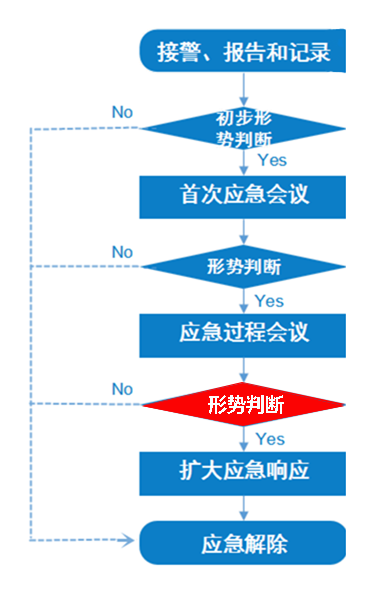 接警、报告和记录
No
初步形
势判断
Yes
首次应急会议
No
形势判断
Yes
应急过程会议
No
形势判断
Yes
扩大应急响应
应急解除